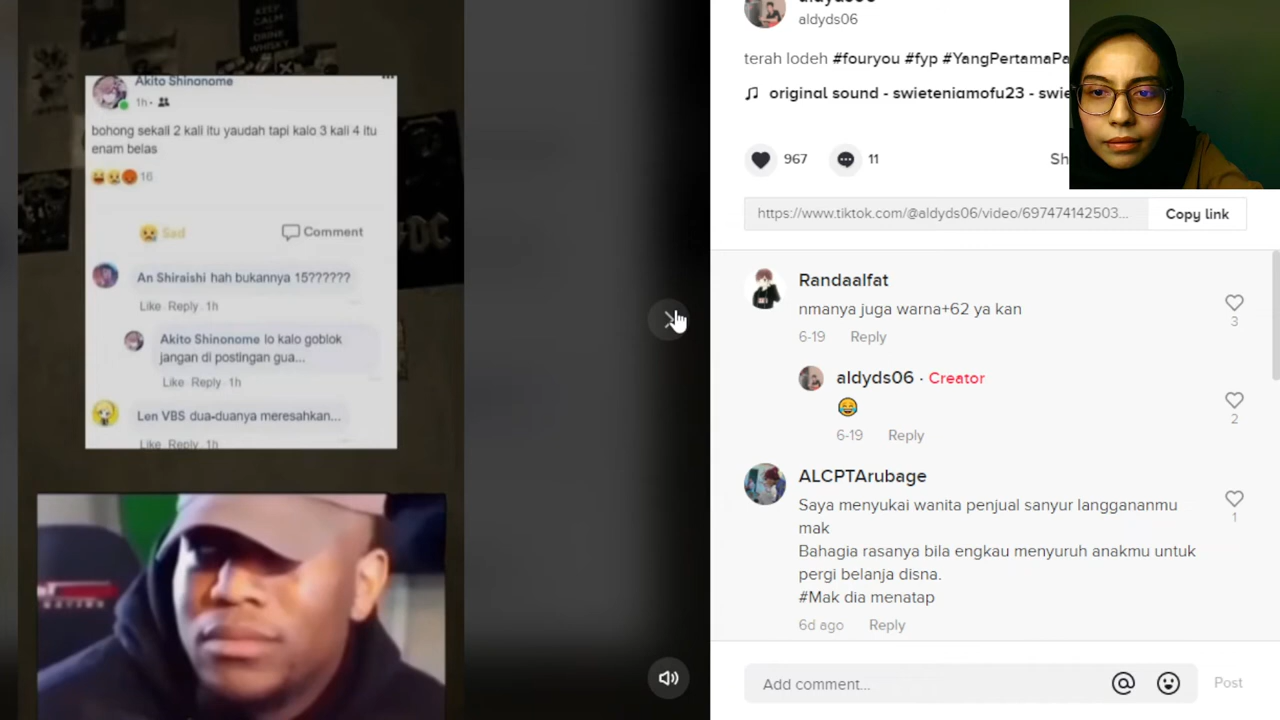 KEEP
CALM
DRINK
WHISKY
Akito Shinonome
1h
bohong sekali 2 kali itu yaudah tapi kalo 3 kali 4 itu
enam belas
16
Sad
Comment
An Shiraishi hah bukannya 15??????
Like Reply 1h
Akito Shinonome lo kalo goblok
jangan di postingan gua...
Like Reply 1h
Len VBS dua-duanya meresahkan...
Like Reply 1h
aldyds06
aldyds06
terah lodeh #fouryou #fyp #YangPertamaPa
original sound - swieteniamofu23 - swie
967
11
Sh
https://www.tiktok.com/@aldyds06/video/697474142503...
Copy link
Randaalfat
nmanya juga warna+62 ya kan
3
6-19 Reply
aldyds06 · Creator
😂
2
6-19 Reply
ALCPTArubage
Saya menyukai wanita penjual sanyur langgananmu
mak
1
Bahagia rasanya bila engkau menyuruh anakmu untuk
pergi belanja disna.
#Mak dia menatap
6d ago Reply
Add comment...
Post